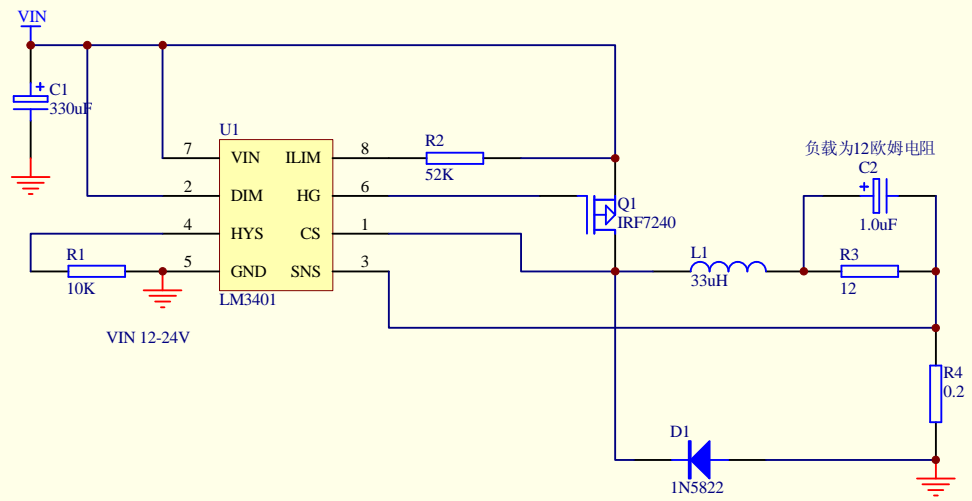 VIN
C1
330uF
U1
7
VIN
ILIM
8
R2
52K
2
DIM
HG
6
Q1
IRF7240
负载为12欧姆电阻
C2
1.0uF
4
HYS
CS
1
R1
10K
5
GND
SNS
3
LM3401
L1
33uH
R3
12
VIN 12-24V
R4
0.2
D1
1N5822